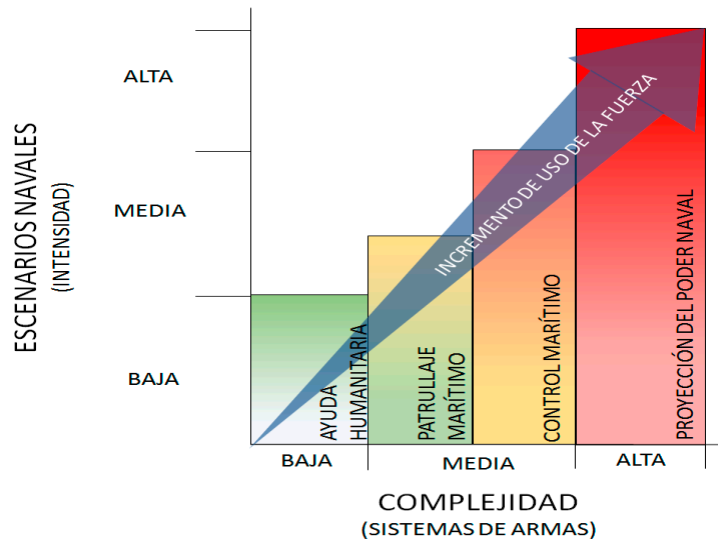 ESCENARIOS NAVALES
(INTENSIDAD)
ALTA
MEDIA
BAJA
INCREMENTO DE USO DE LA FUERZA
AYUDA
HUMANITARIA
PATRULLAJE
MARÍTIMO
CONTROL MARÍTIMO
PROYECCIÓN DEL PODER NAVAL
BAJA
MEDIA
ALTA
COMPLEJIDAD
(SISTEMAS DE ARMAS)